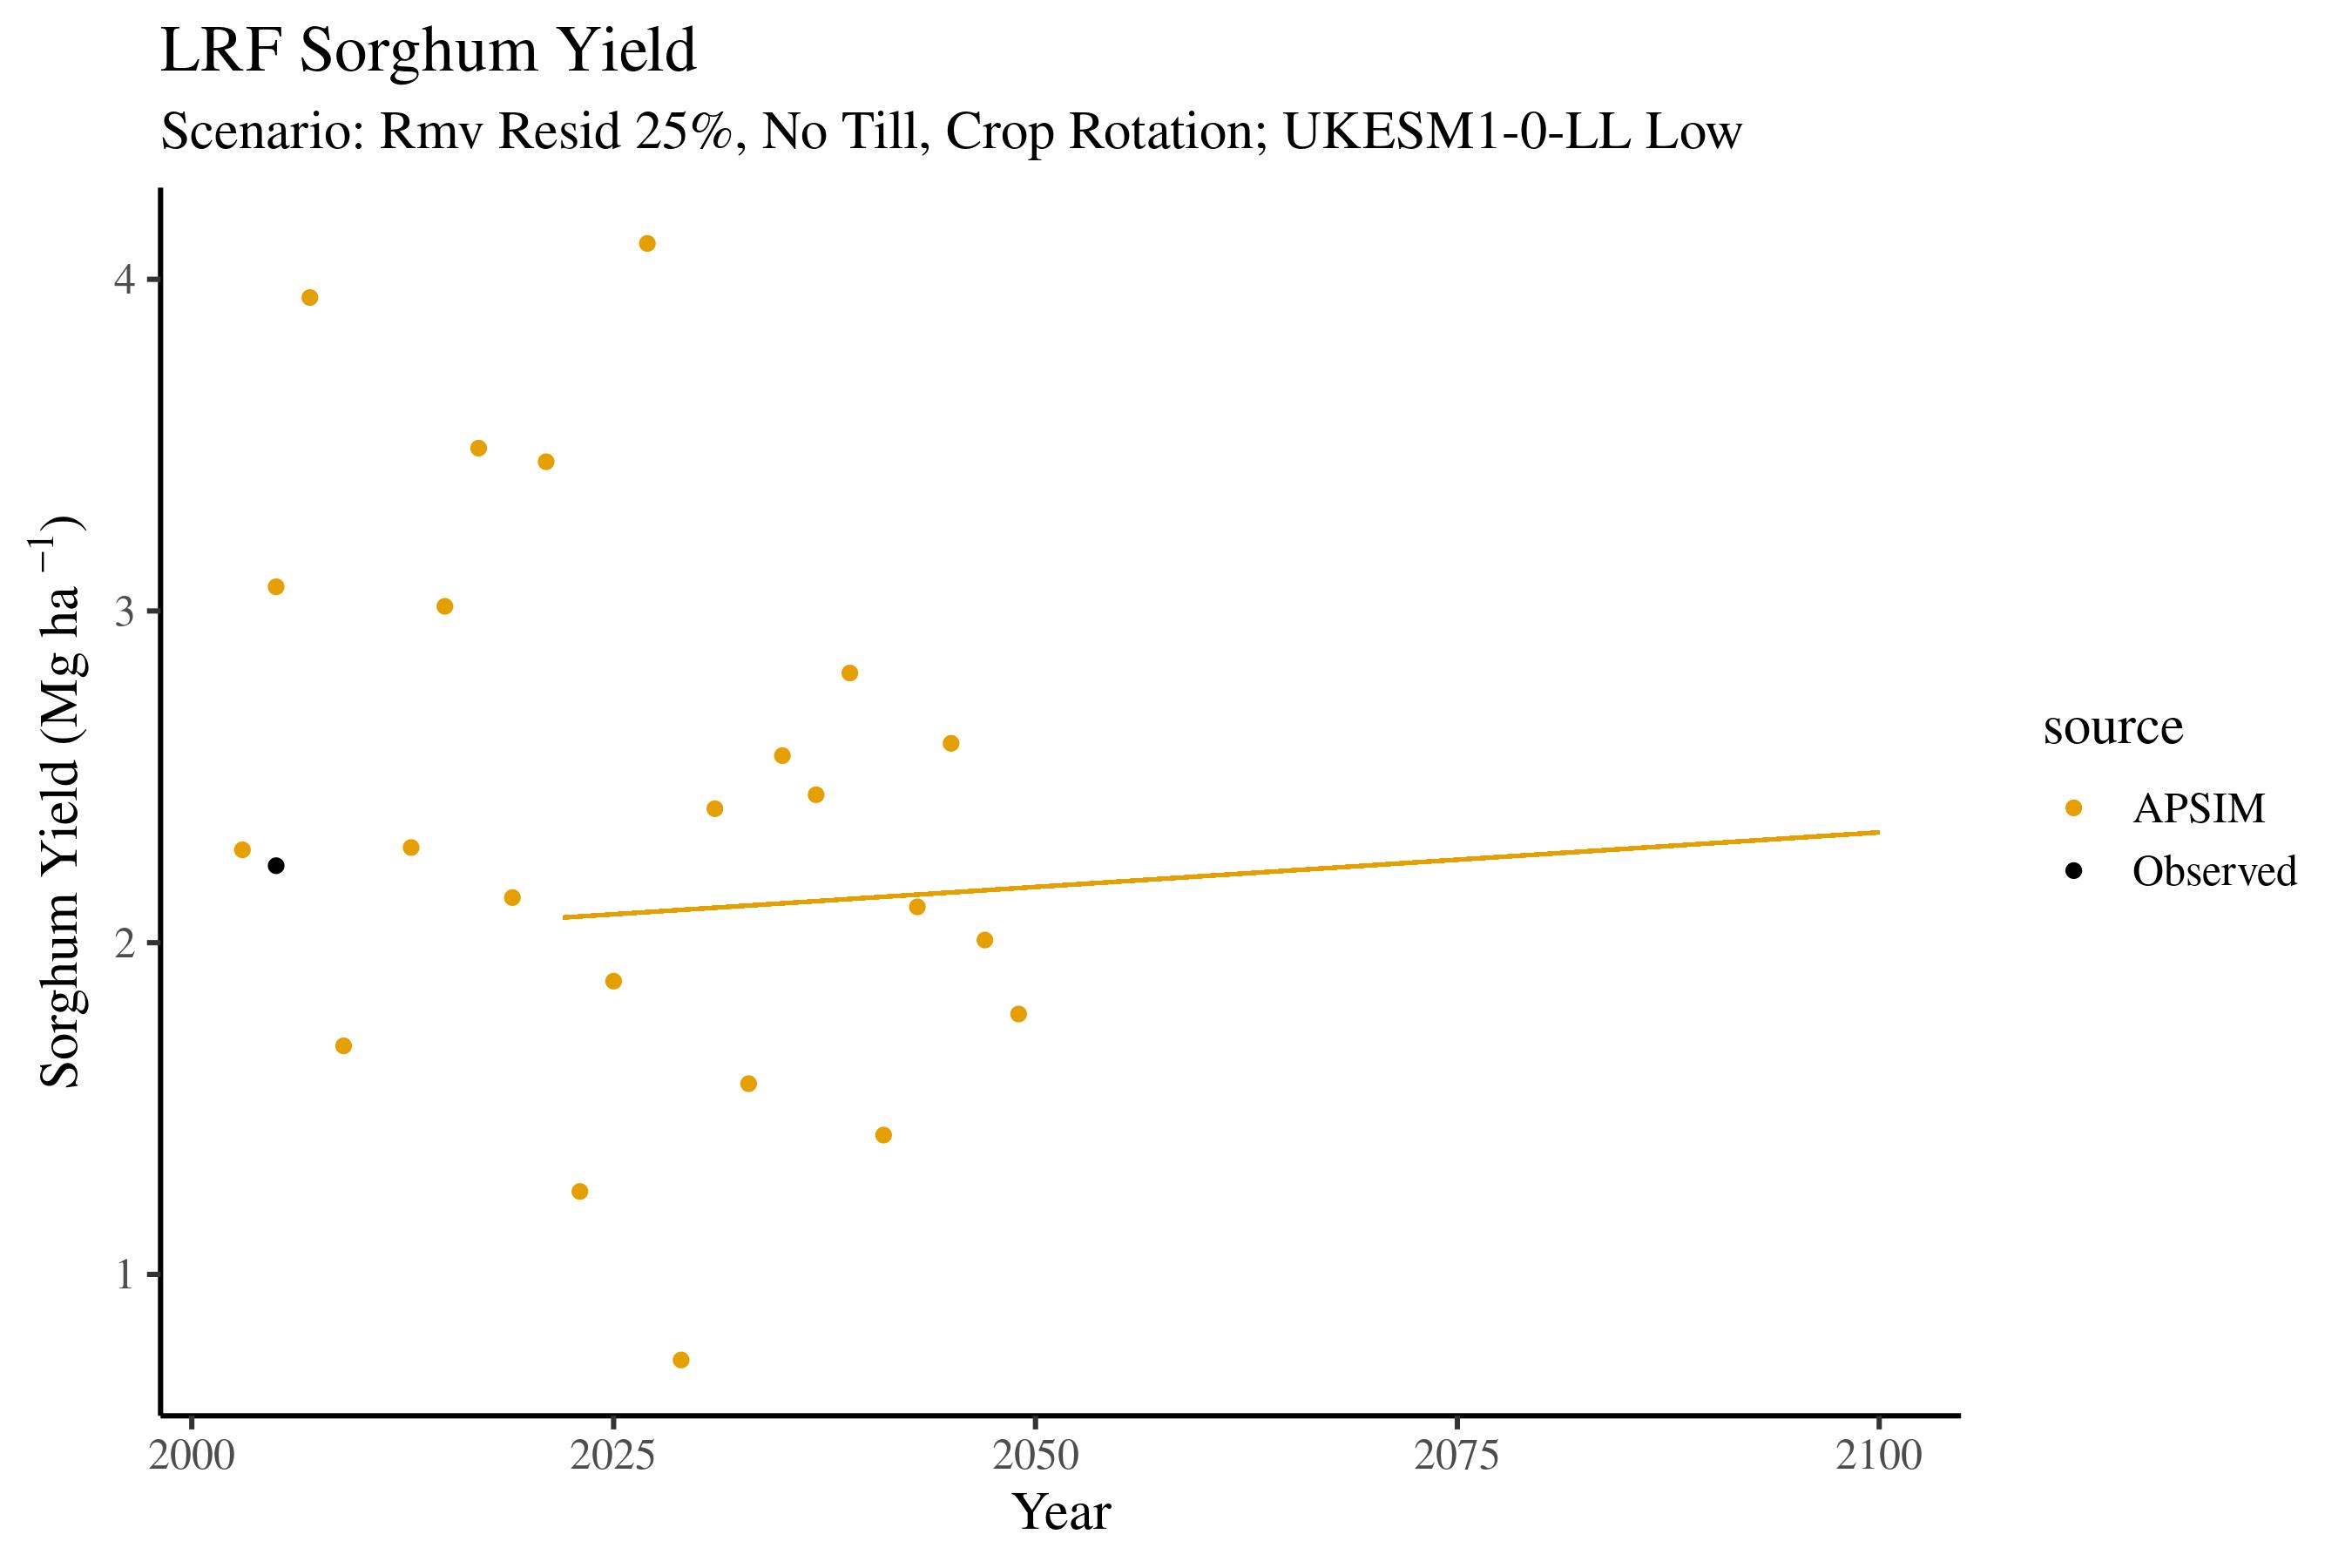 LRF Sorghum Yield
Scenario: Rmv Resid 25%, No Till, Crop Rotation; UKESM1-0-LL Low
Sorghum Yield (Mg ha⁻¹)
4
3
2
1
2000 2025 2050 2075 2100
Year
source
APSIM
Observed